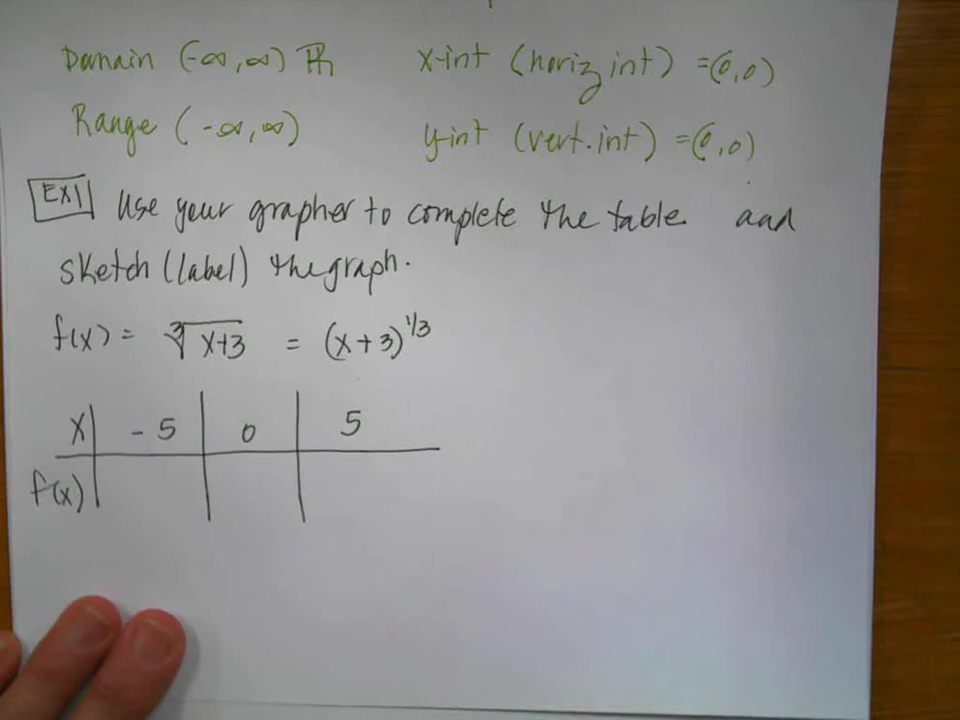 Domain (-∞,∞) ℝ
x-int (horiz int) =(0,0)
Range (-∞,∞)
y-int (vert. int) =(0,0)
EX1 Use your grapher to complete the table and
sketch (label) the graph.
f(x) = ∛(x+3) = (x+3)^1/3
x | -5 | 0 | 5
f(x)